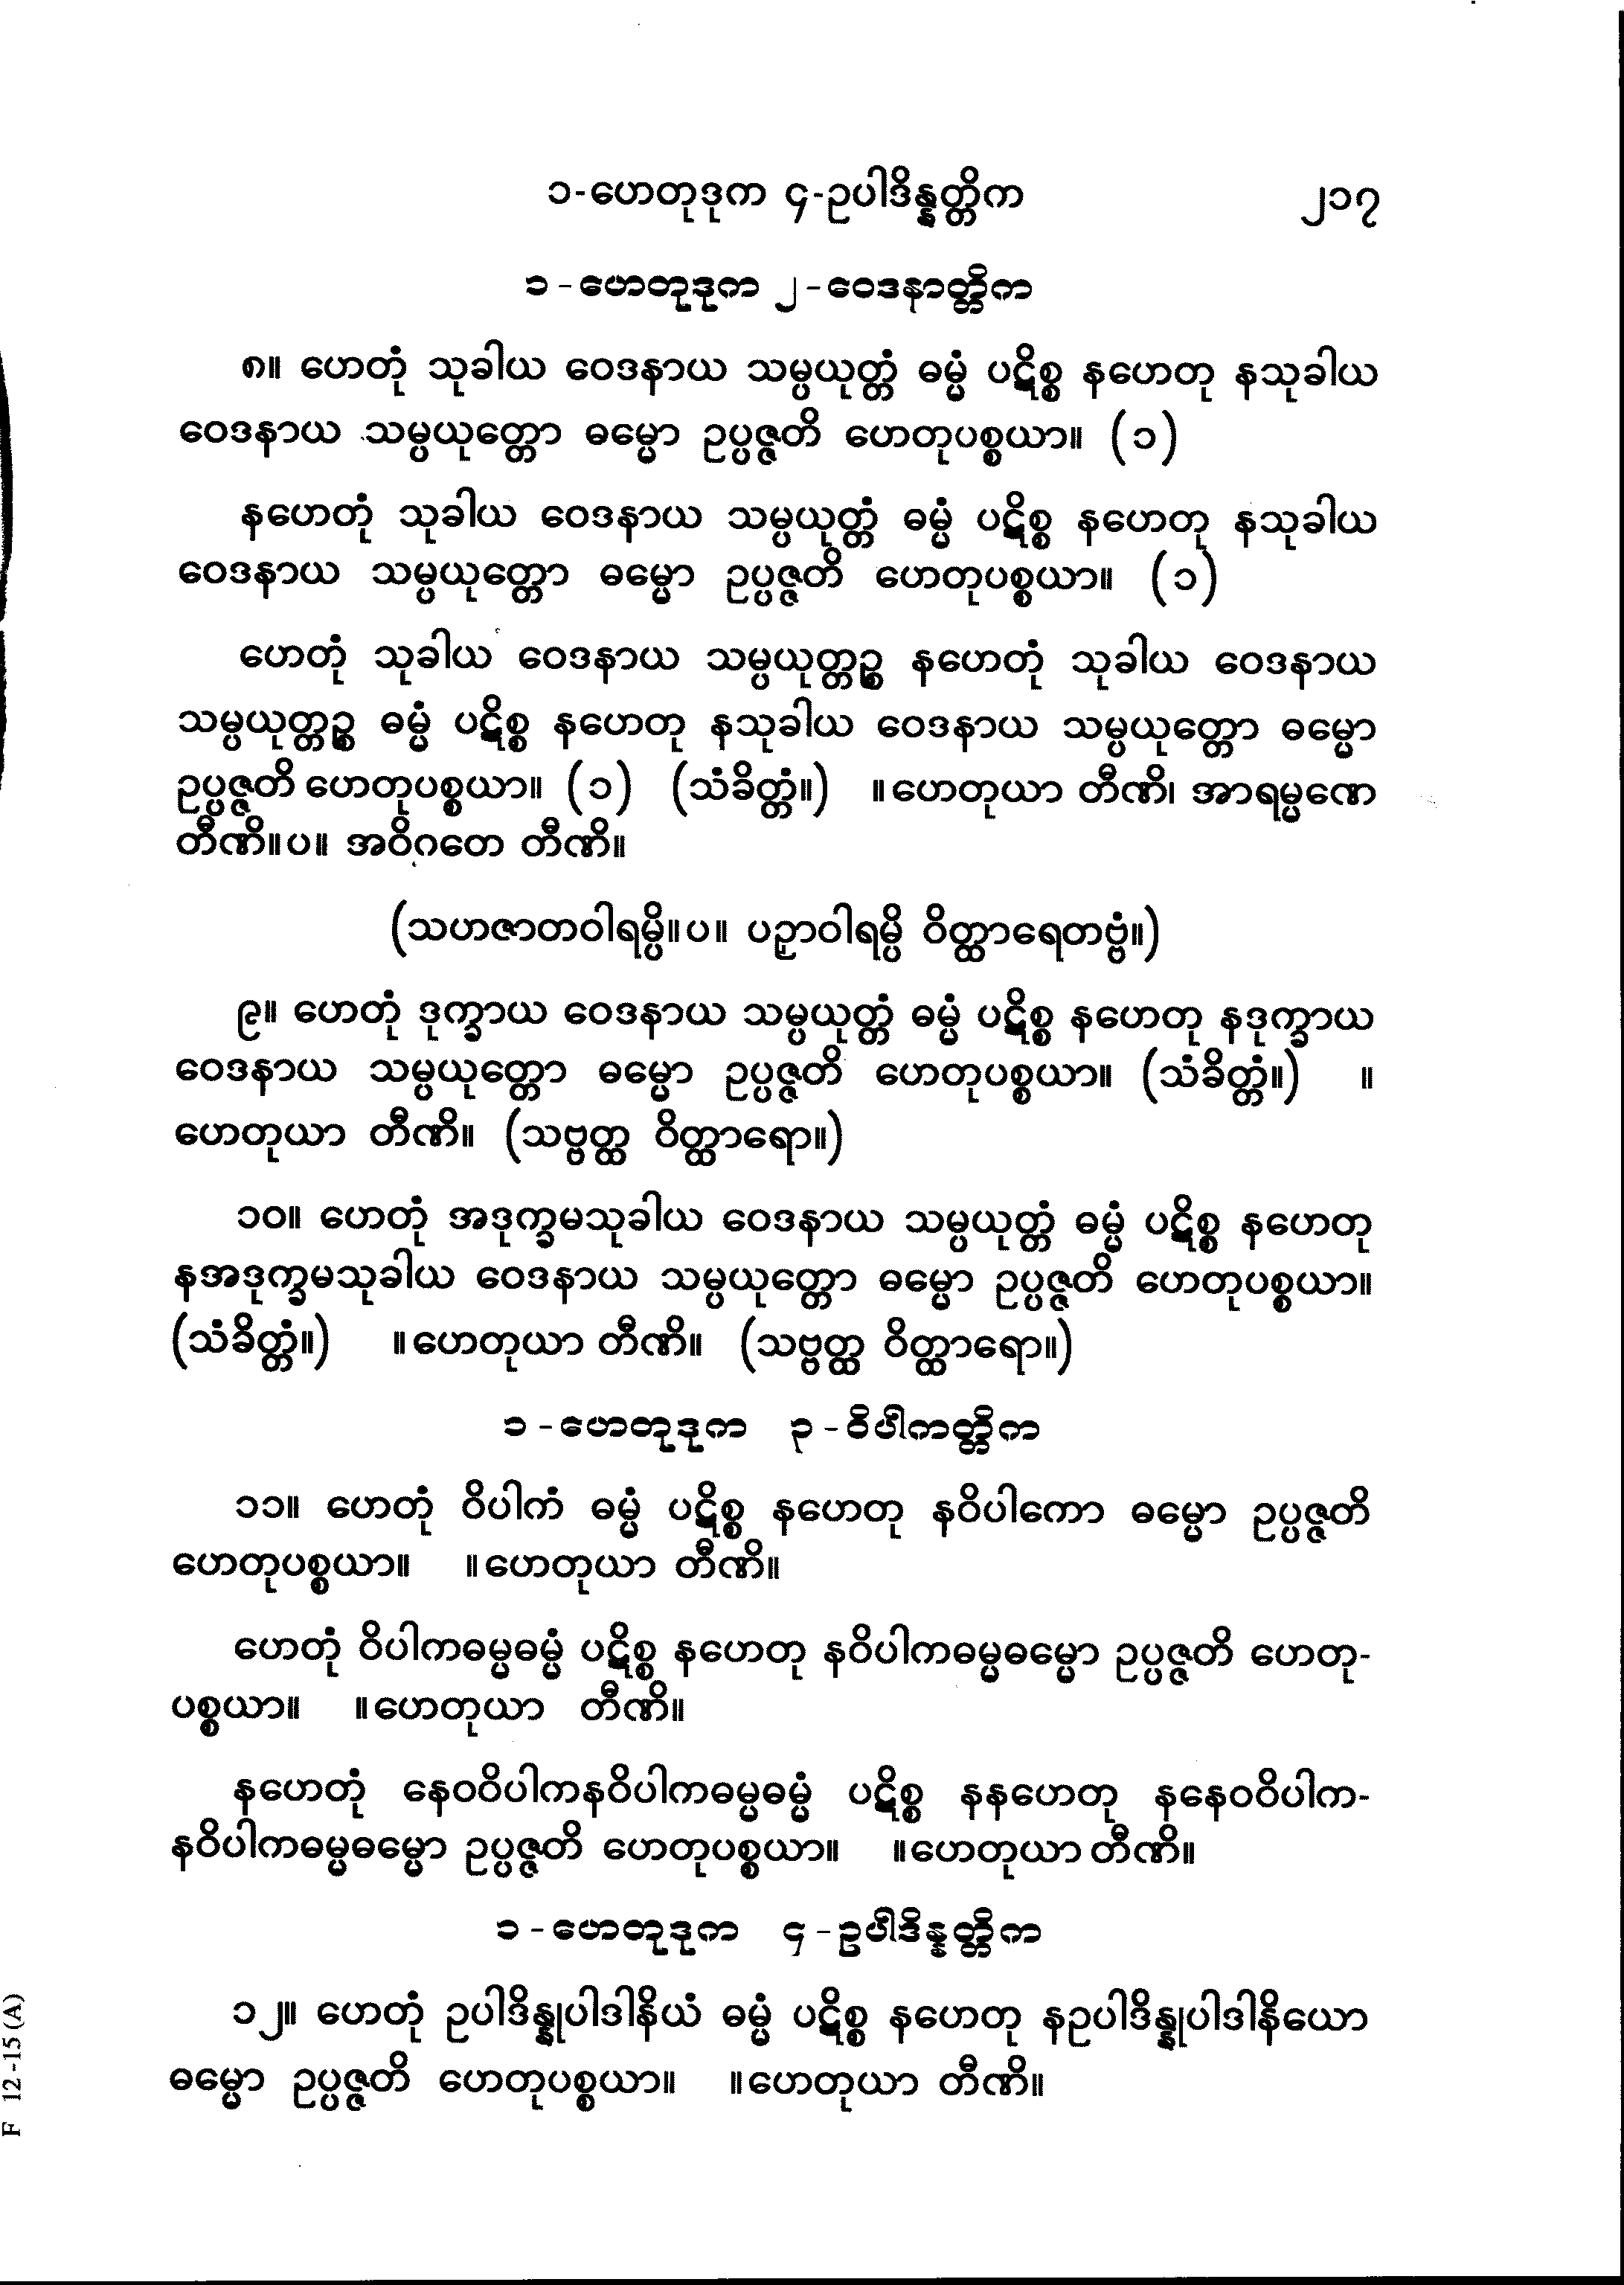 ၁-ဟေတုဒုက ၄-ဥပါဒိန္နတ္တိက ၂၁၇
၁-ဟေတုဒုက ၂-ဝေဒနာတ္တိက
၈။ ဟေတုံ သုခါယ ဝေဒနာယ သမ္ပယုတ္တံ ဓမ္မံ ပဋိစ္စ နဟေတု နသုခါယ
ဝေဒနာယ သမ္ပယုတ္တော ဓမ္မော ဥပ္ပဇ္ဇတိ ဟေတုပစ္စယာ။ (၁)
နဟေတုံ သုခါယ ဝေဒနာယ သမ္ပယုတ္တံ ဓမ္မံ ပဋိစ္စ နဟေတု နသုခါယ
ဝေဒနာယ သမ္ပယုတ္တော ဓမ္မော ဥပ္ပဇ္ဇတိ ဟေတုပစ္စယာ။ (၁)
ဟေတုံ သုခါယ ဝေဒနာယ သမ္ပယုတ္တဉ္စ နဟေတုံ သုခါယ ဝေဒနာယ
သမ္ပယုတ္တဉ္စ ဓမ္မံ ပဋိစ္စ နဟေတု နသုခါယ ဝေဒနာယ သမ္ပယုတ္တော ဓမ္မော
ဥပ္ပဇ္ဇတိ ဟေတုပစ္စယာ။ (၁) (သံခိတ္တံ။) ။ဟေတုယာ တီဏိ၊ အာရမ္မဏေ
တီဏိ။ပ။ အဝိဂတေ တီဏိ။
(သဟဇာတဝါရမ္ပိ။ပ။ ပဉှာဝါရမ္ပိ ဝိတ္ထာရေတဗ္ဗံ။)
၉။ ဟေတုံ ဒုက္ခာယ ဝေဒနာယ သမ္ပယုတ္တံ ဓမ္မံ ပဋိစ္စ နဟေတု နဒုက္ခာယ
ဝေဒနာယ သမ္ပယုတ္တော ဓမ္မော ဥပ္ပဇ္ဇတိ ဟေတုပစ္စယာ။ (သံခိတ္တံ။) ။
ဟေတုယာ တီဏိ။ (သဗ္ဗတ္ထ ဝိတ္ထာရော။)
၁၀။ ဟေတုံ အဒုက္ခမသုခါယ ဝေဒနာယ သမ္ပယုတ္တံ ဓမ္မံ ပဋိစ္စ နဟေတု
နအဒုက္ခမသုခါယ ဝေဒနာယ သမ္ပယုတ္တော ဓမ္မော ဥပ္ပဇ္ဇတိ ဟေတုပစ္စယာ။
(သံခိတ္တံ။) ။ဟေတုယာ တီဏိ။ (သဗ္ဗတ္ထ ဝိတ္ထာရော။)
၁-ဟေတုဒုက ၃-ဝိပါကတ္တိက
၁၁။ ဟေတုံ ဝိပါကံ ဓမ္မံ ပဋိစ္စ နဟေတု နဝိပါကော ဓမ္မော ဥပ္ပဇ္ဇတိ
ဟေတုပစ္စယာ။ ။ဟေတုယာ တီဏိ။
ဟေတုံ ဝိပါကဓမ္မဓမ္မံ ပဋိစ္စ နဟေတု နဝိပါကဓမ္မဓမ္မော ဥပ္ပဇ္ဇတိ ဟေတု-
ပစ္စယာ။ ။ဟေတုယာ တီဏိ။
နဟေတုံ နေဝဝိပါကနဝိပါကဓမ္မဓမ္မံ ပဋိစ္စ နနဟေတု နနေဝဝိပါက-
နဝိပါကဓမ္မဓမ္မော ဥပ္ပဇ္ဇတိ ဟေတုပစ္စယာ။ ။ဟေတုယာ တီဏိ။
၁-ဟေတုဒုက ၄-ဥပါဒိန္နတ္တိက
၁၂။ ဟေတုံ ဥပါဒိန္နုပါဒါနိယံ ဓမ္မံ ပဋိစ္စ နဟေတု နဥပါဒိန္နုပါဒါနိယော
ဓမ္မော ဥပ္ပဇ္ဇတိ ဟေတုပစ္စယာ။ ။ဟေတုယာ တီဏိ။
F 12-15(A)